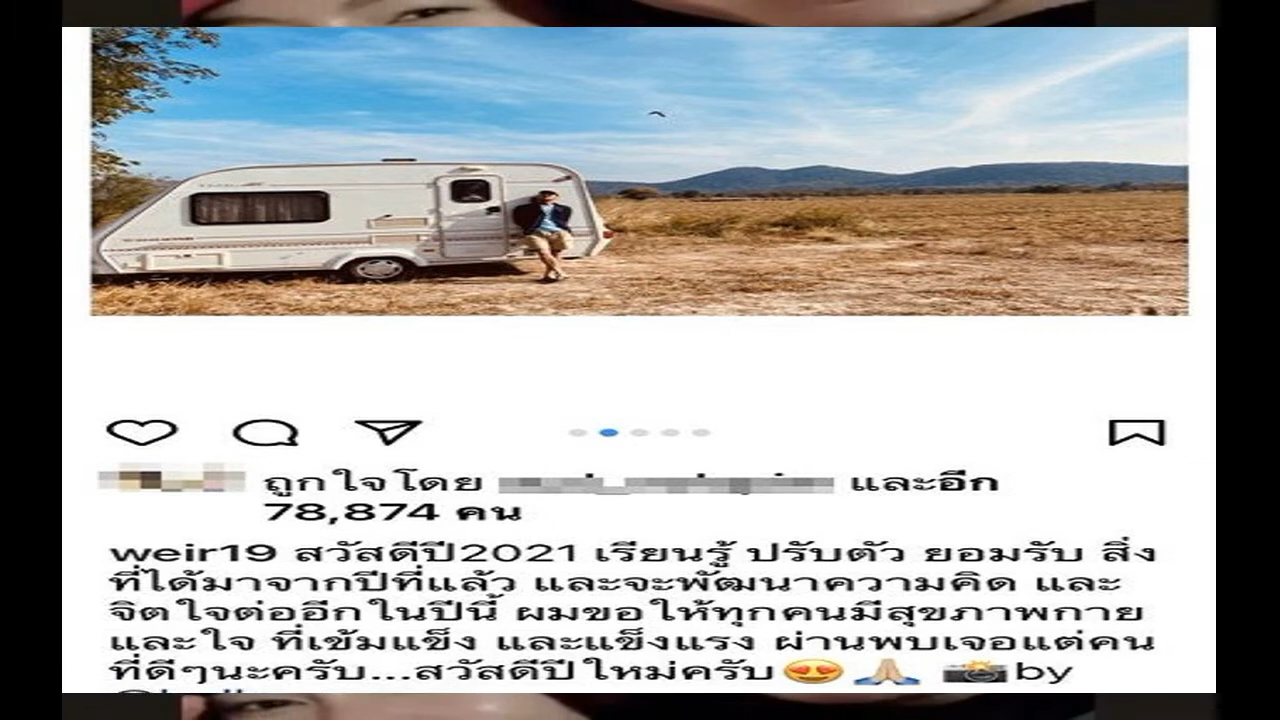 ถูกใจโดย และอีก
78,874 คน
weir19 สวัสดีปี2021 เรียนรู้ ปรับตัว ยอมรับ สิ่ง
ที่ได้มาจากปีที่แล้ว และจะพัฒนาความคิด และ
จิตใจต่ออีกในปีนี้ ผมขอให้ทุกคนมีสุขภาพกาย
และใจ ที่เข้มแข็ง และแข็งแรง ผ่านพบเจอแต่คน
ที่ดีๆนะครับ...สวัสดีปีใหม่ครับ😍🙏🏻 📸by